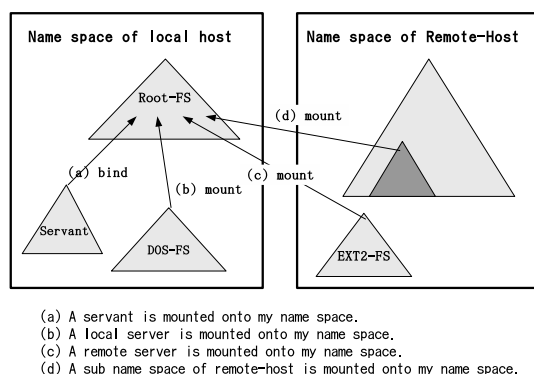 Name space of local host
Name space of Remote-Host
Root-FS
(d) mount
(a) bind
(b) mount
(c) mount
Servant
DOS-FS
EXT2-FS
(a) A servant is mounted onto my name space.
(b) A local server is mounted onto my name space.
(c) A remote server is mounted onto my name space.
(d) A sub name space of remote-host is mounted onto my name space.